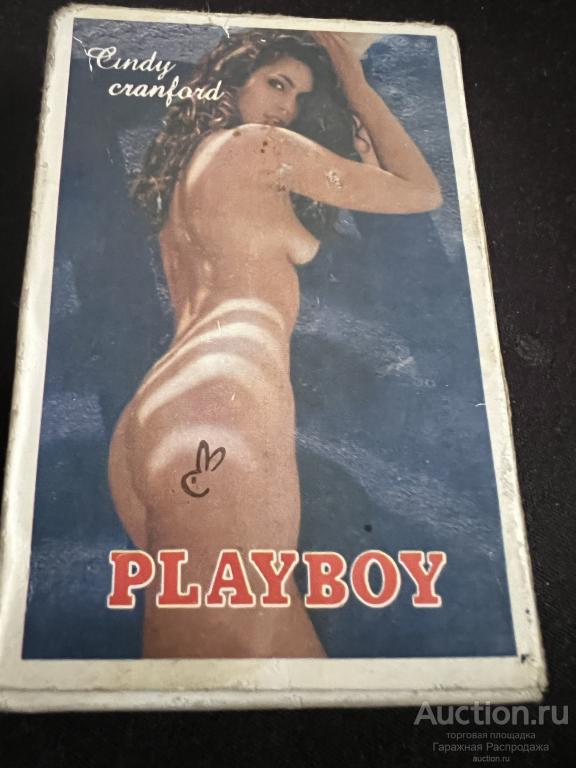 Cindy
cranford
PLAYBOY
Auction.ru
торговая площадка
Гаражная Распродажа
auction.ru